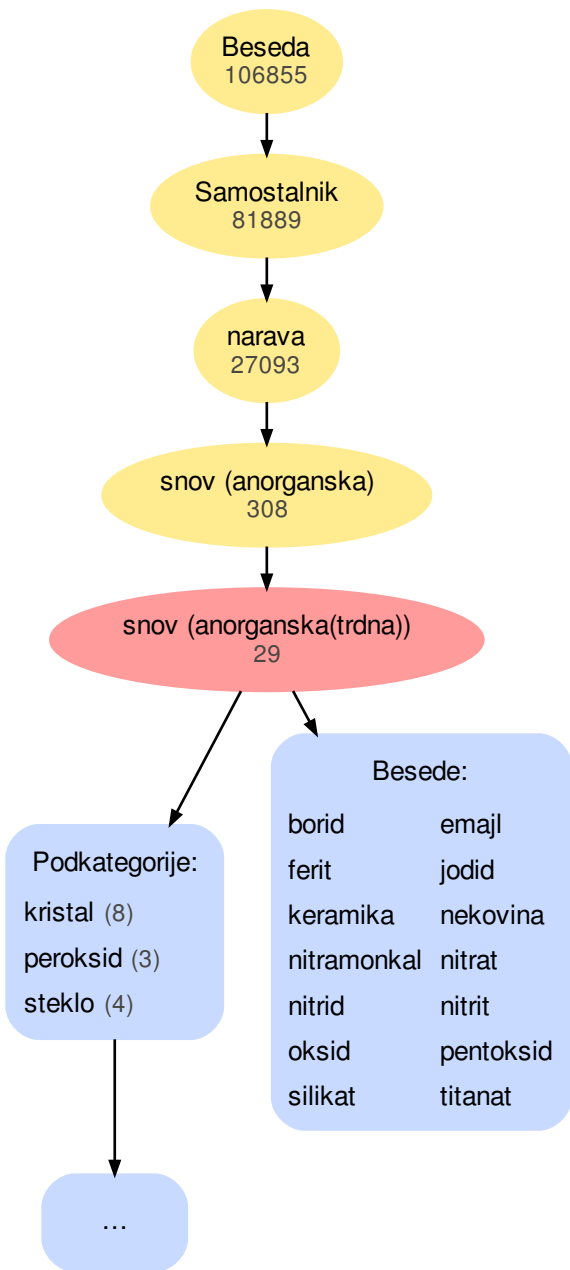 Beseda
106855
Samostalnik
81889
narava
27093
snov (anorganska)
308
snov (anorganska(trdna))
29
Podkategorije:
kristal (8)
peroksid (3)
steklo (4)
...
Besede:
borid emajl
ferit jodid
keramika nekovina
nitramonkal nitrat
nitrid nitrit
oksid pentoksid
silikat titanat